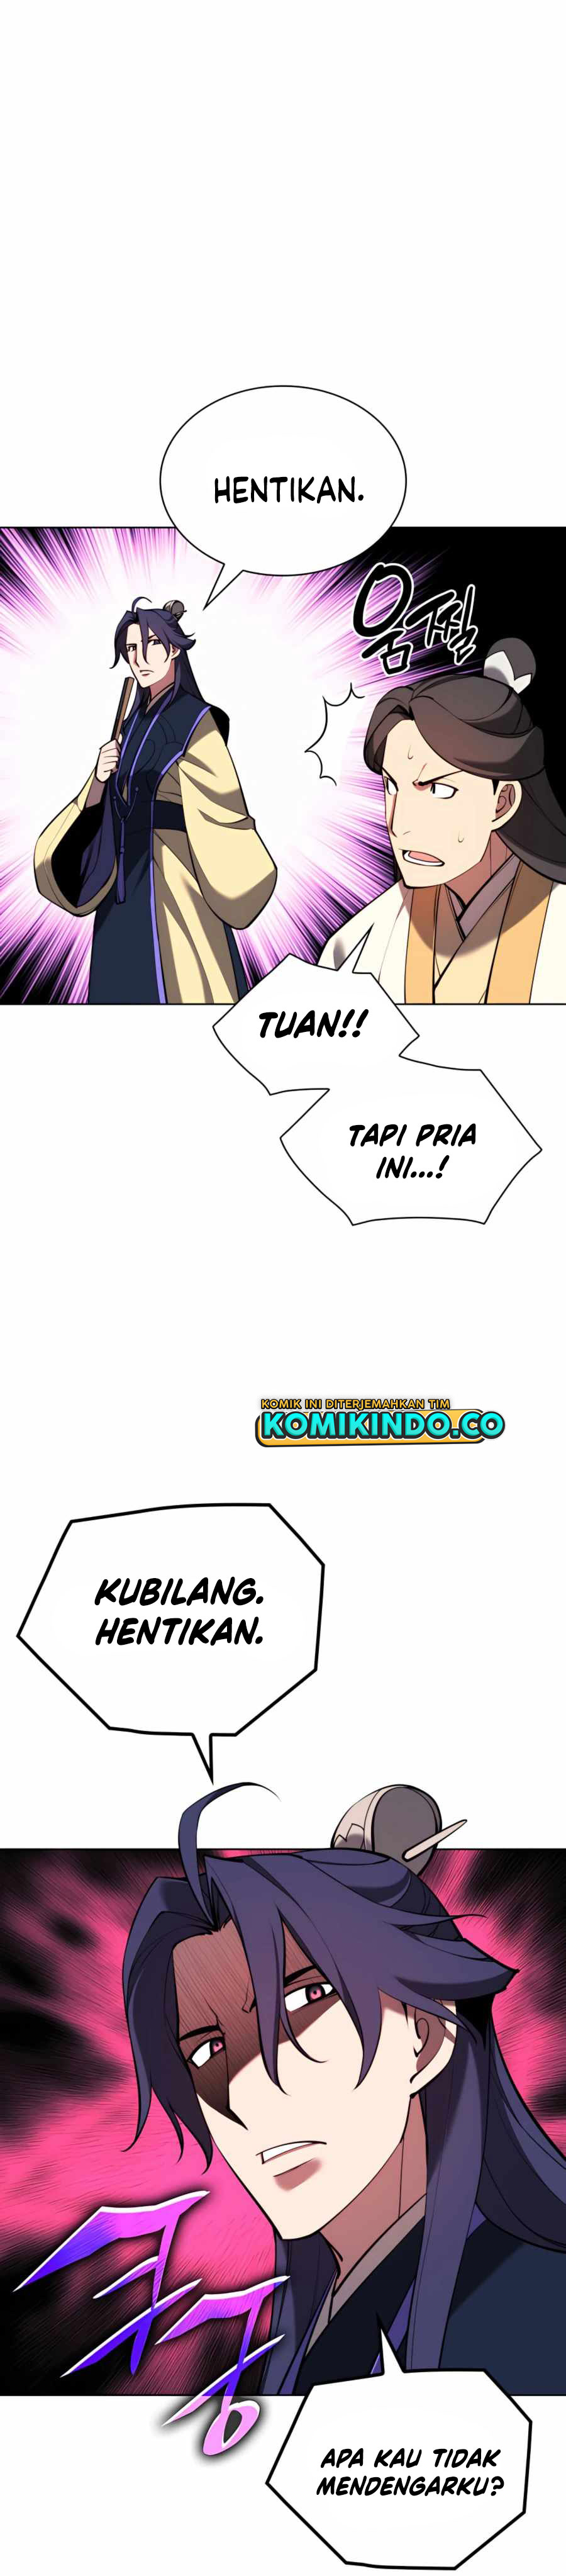 HENTIKAN.
움찔
TUAN!!
TAPI PRIA
INI...!
KOMIK INI DITERJEMAHKAN TIM
KOMIKINDO.CO
KUBILANG.
HENTIKAN.
쿠궁
APA KAU TIDAK
MENDENGARKU?